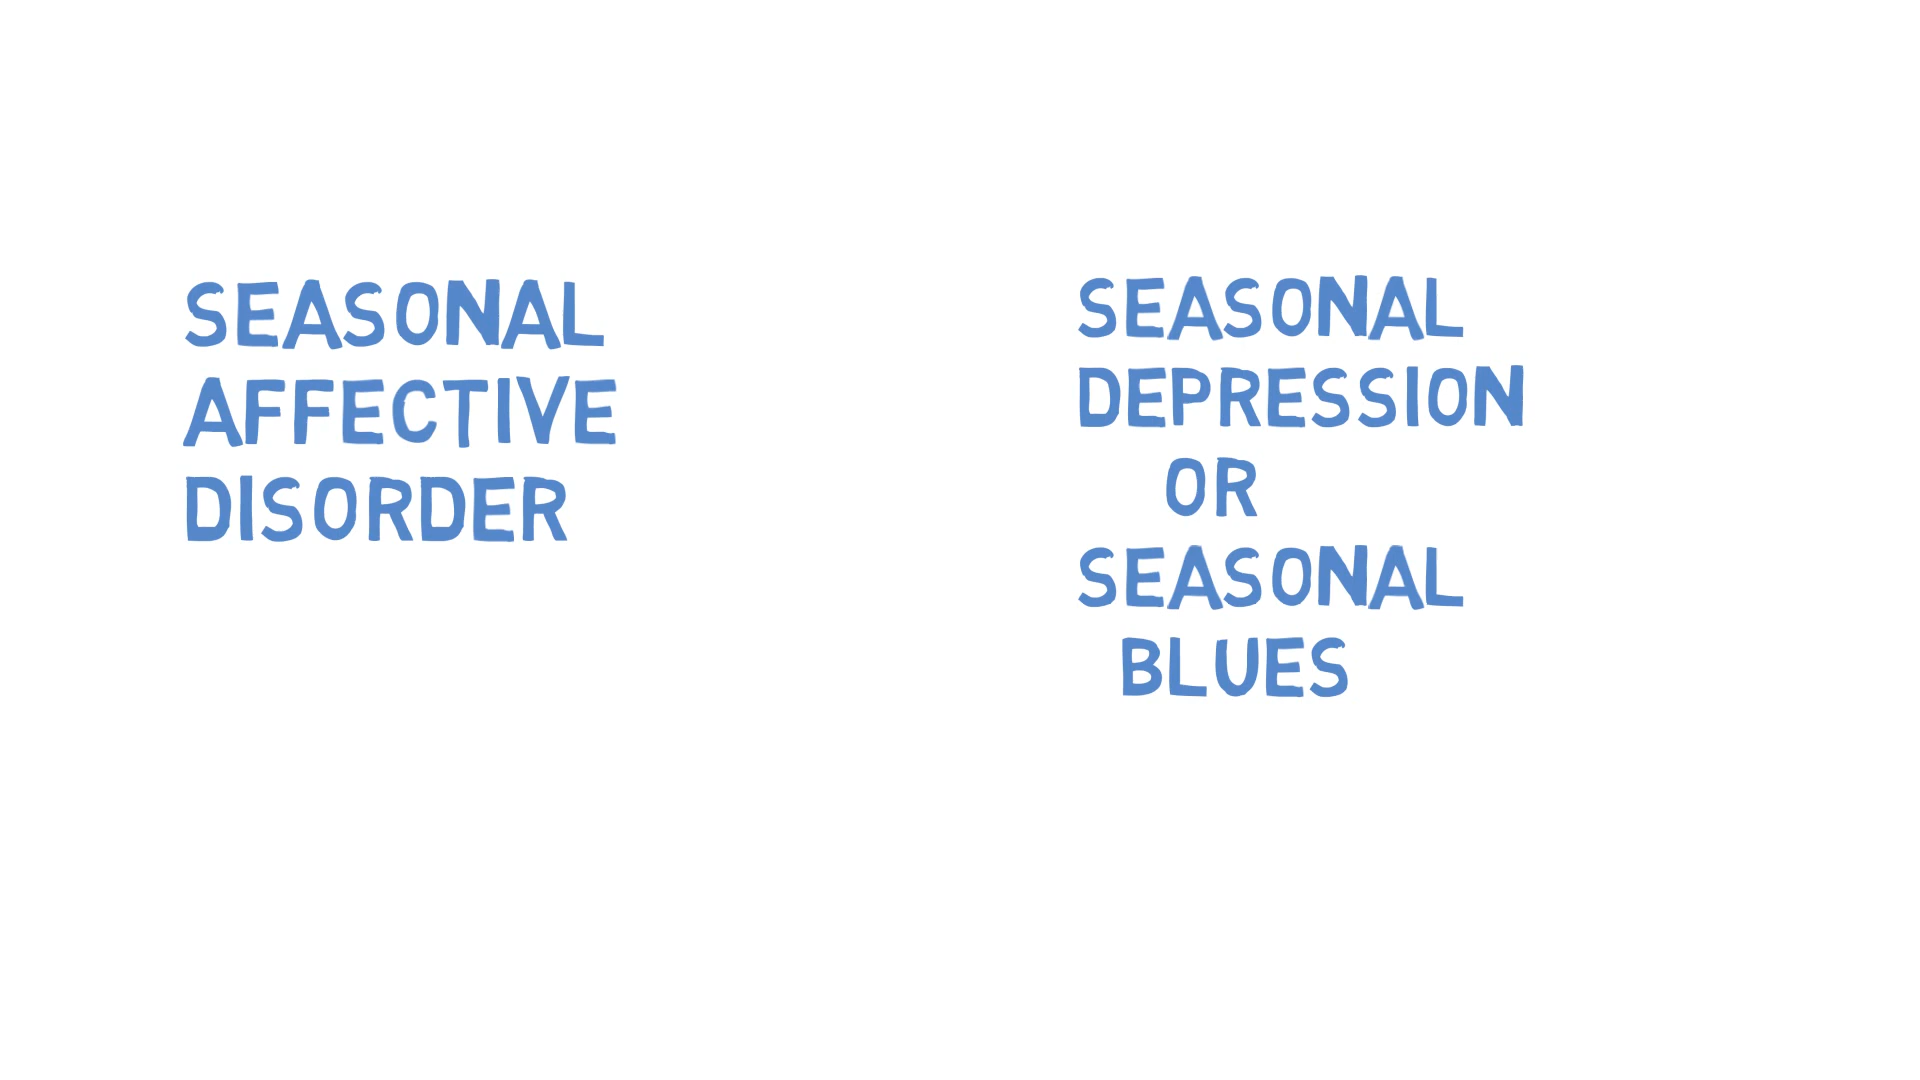 SEASONAL
AFFECTIVE
DISORDER
SEASONAL
DEPRESSION
OR
SEASONAL
BLUES